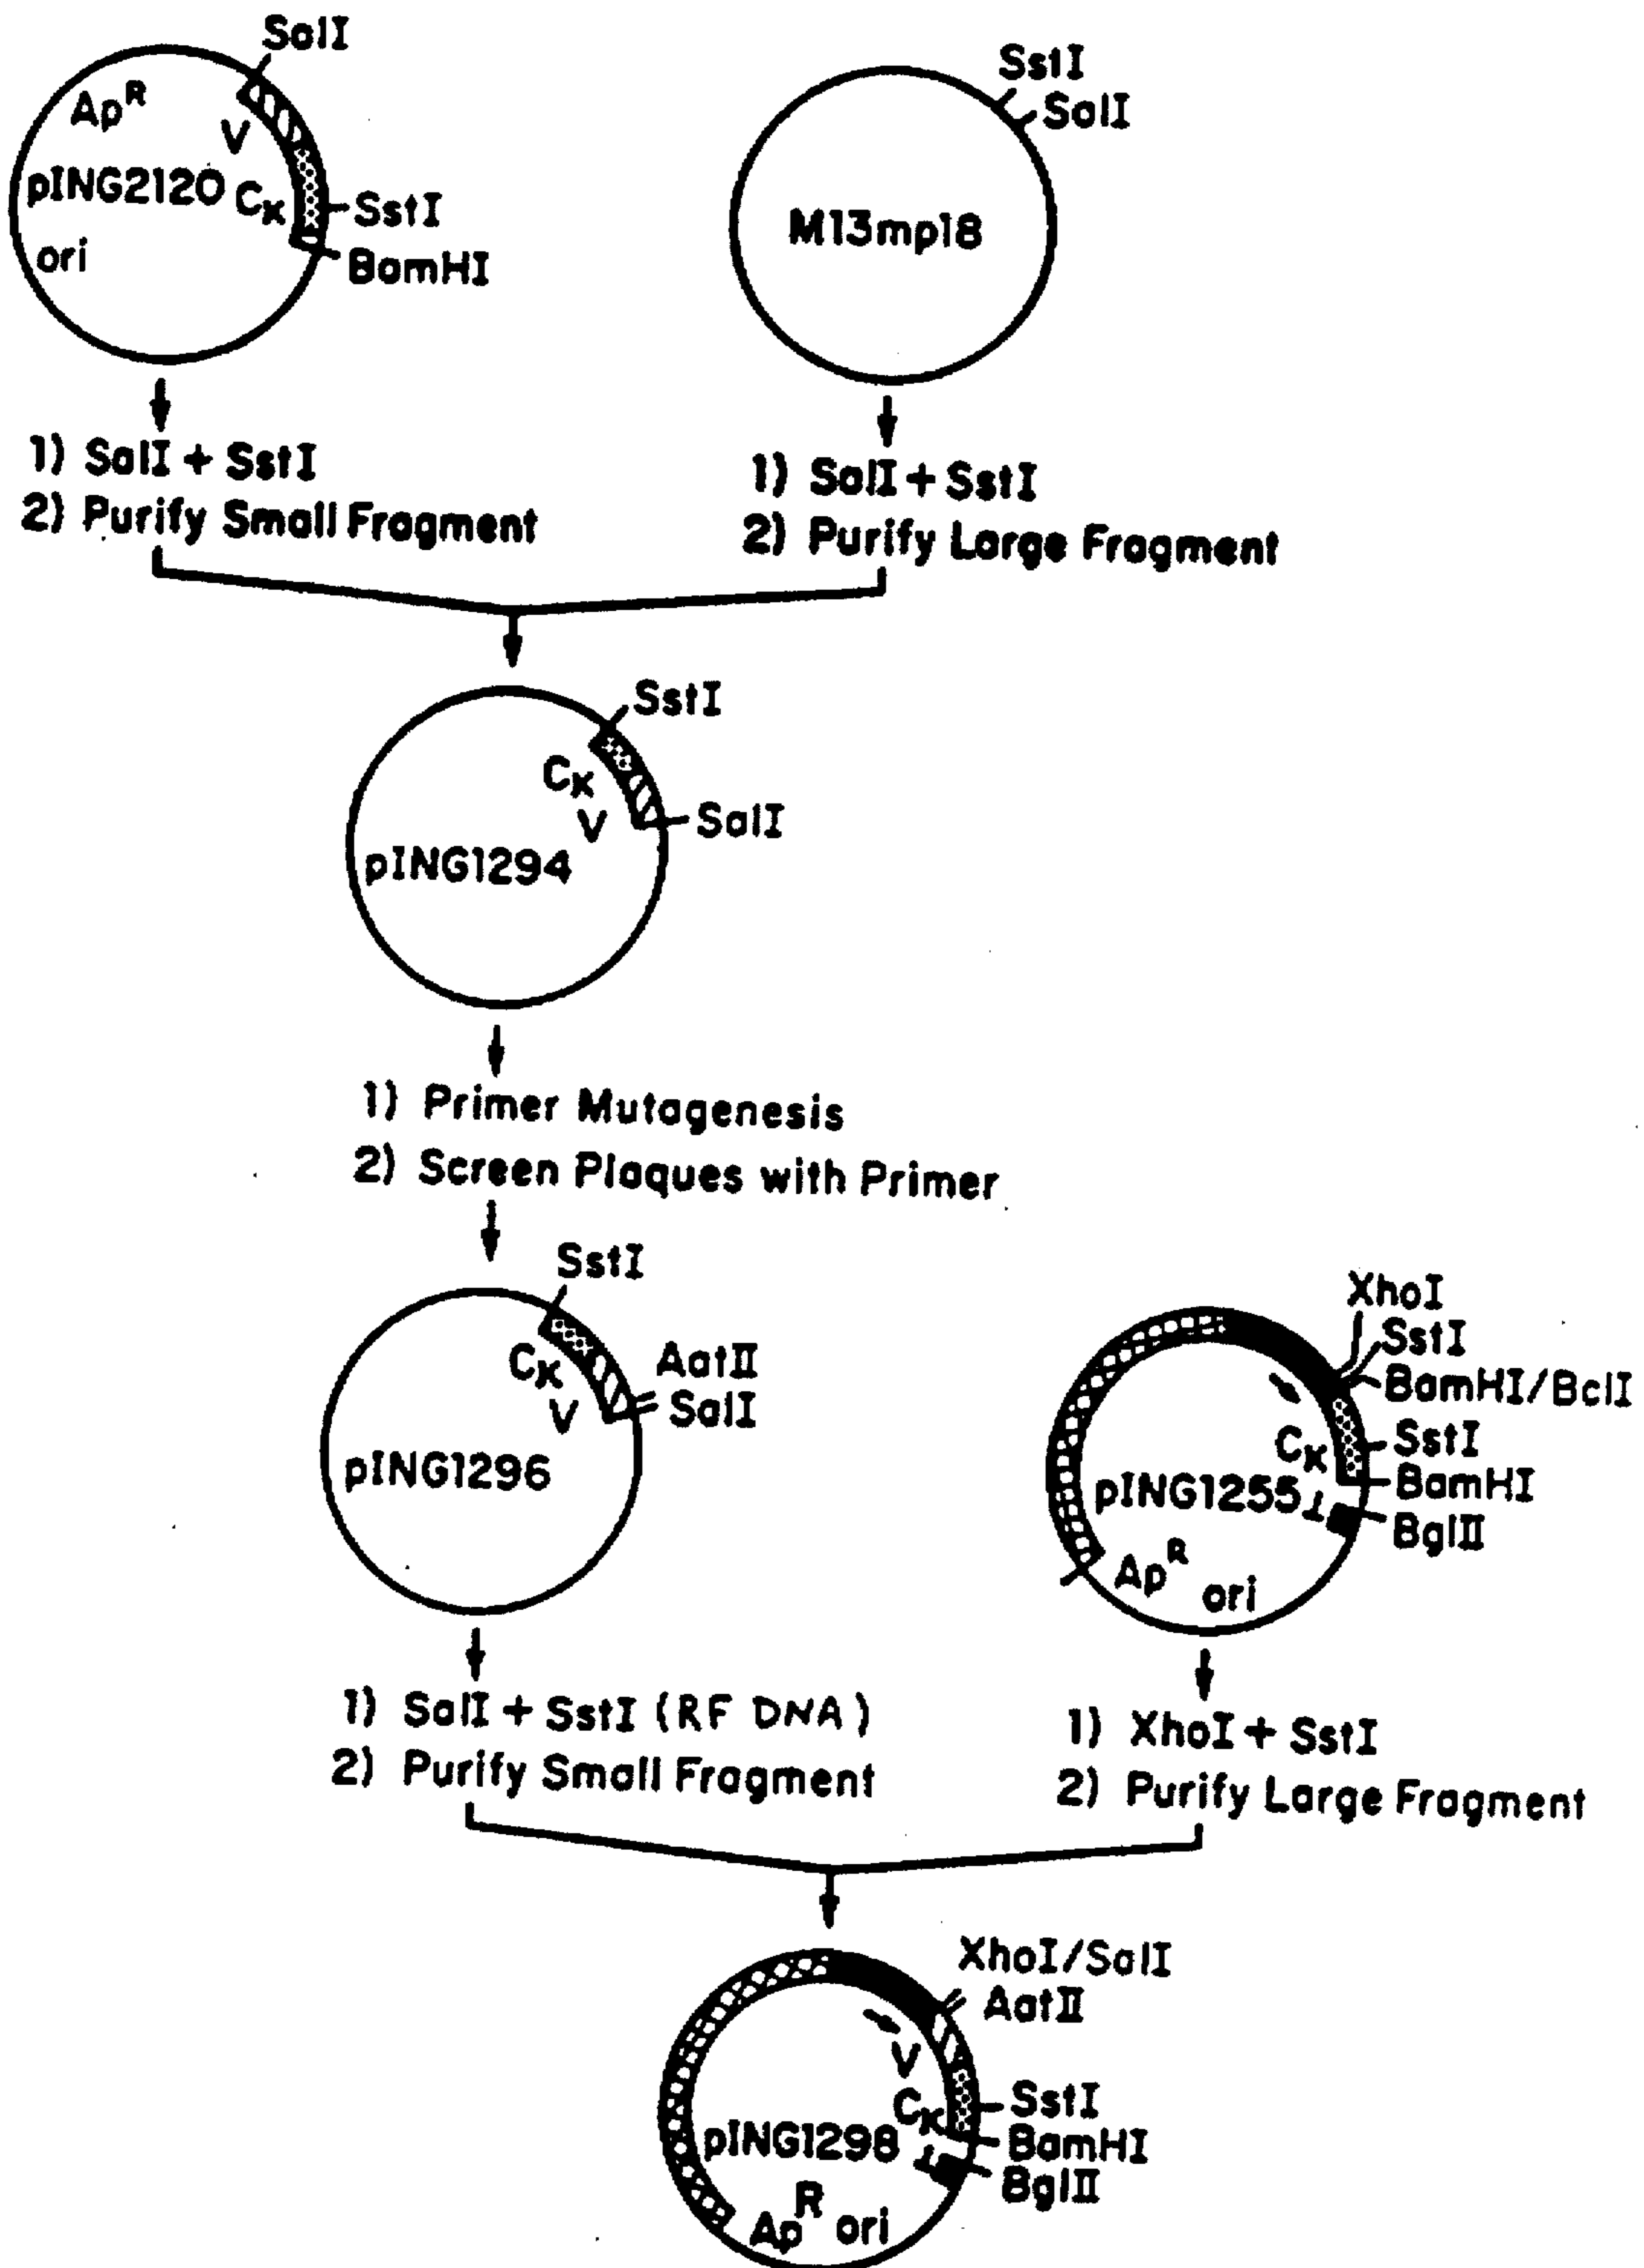 SalI
Ap^R
V
pING2120
Cκ
SstI
ori
BamHI
SstI
SalI
M13mp18
1) SalI + SstI
2) Purify Small Fragment
1) SalI + SstI
2) Purify Large Fragment
SstI
Cκ
V
SalI
pING1294
1) Primer Mutagenesis
2) Screen Plaques with Primer
SstI
Cκ
AatII
V
SalI
pING1296
XhoI
SstI
BamHI/BclI
Cκ
SstI
pING1255
BamHI
BglII
Ap^R
ori
1) SalI + SstI (RF DNA)
2) Purify Small Fragment
1) XhoI + SstI
2) Purify Large Fragment
XhoI/SalI
AatII
V
Cκ
SstI
pING1298
BamHI
BglII
Ap^R
ori